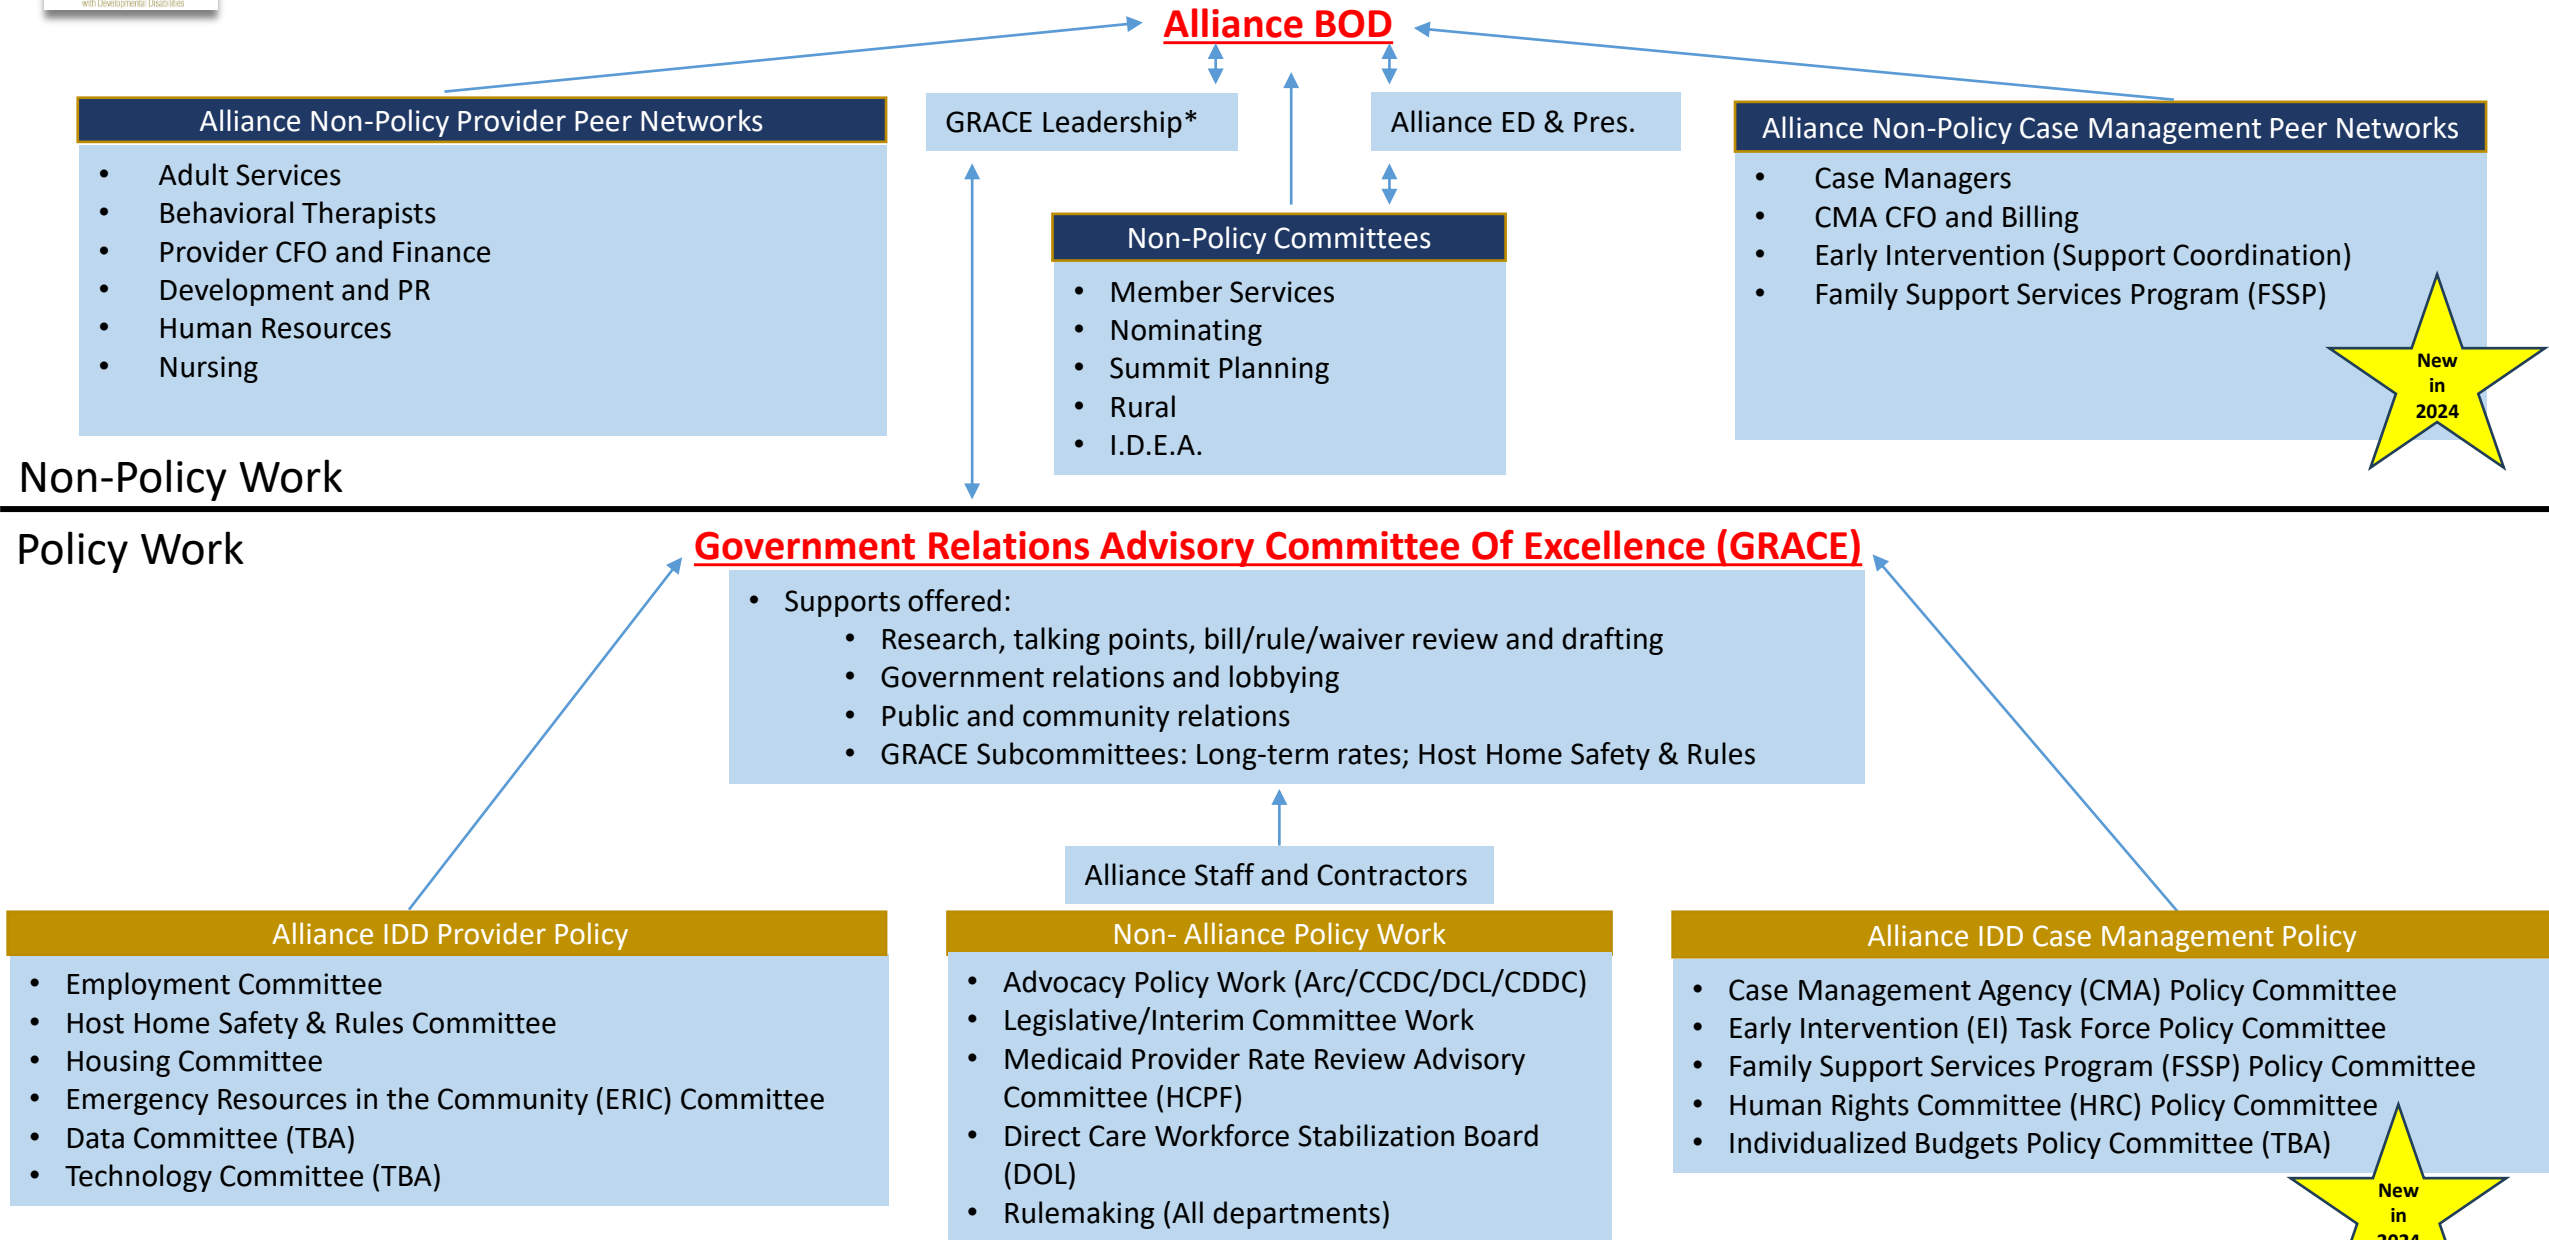 with Developmental Disabilities
Alliance BOD
Alliance Non-Policy Provider Peer Networks
• Adult Services
• Behavioral Therapists
• Provider CFO and Finance
• Development and PR
• Human Resources
• Nursing
GRACE Leadership*
Alliance ED & Pres.
Non-Policy Committees
• Member Services
• Nominating
• Summit Planning
• Rural
• I.D.E.A.
Alliance Non-Policy Case Management Peer Networks
• Case Managers
• CMA CFO and Billing
• Early Intervention (Support Coordination)
• Family Support Services Program (FSSP)
New
in
2024
Non-Policy Work
Policy Work
Government Relations Advisory Committee Of Excellence (GRACE)
• Supports offered:
• Research, talking points, bill/rule/waiver review and drafting
• Government relations and lobbying
• Public and community relations
• GRACE Subcommittees: Long-term rates; Host Home Safety & Rules
Alliance Staff and Contractors
Alliance IDD Provider Policy
• Employment Committee
• Host Home Safety & Rules Committee
• Housing Committee
• Emergency Resources in the Community (ERIC) Committee
• Data Committee (TBA)
• Technology Committee (TBA)
Non- Alliance Policy Work
• Advocacy Policy Work (Arc/CCDC/DCL/CDDC)
• Legislative/Interim Committee Work
• Medicaid Provider Rate Review Advisory
Committee (HCPF)
• Direct Care Workforce Stabilization Board
(DOL)
• Rulemaking (All departments)
Alliance IDD Case Management Policy
• Case Management Agency (CMA) Policy Committee
• Early Intervention (EI) Task Force Policy Committee
• Family Support Services Program (FSSP) Policy Committee
• Human Rights Committee (HRC) Policy Committee
• Individualized Budgets Policy Committee (TBA)
New
in
2024